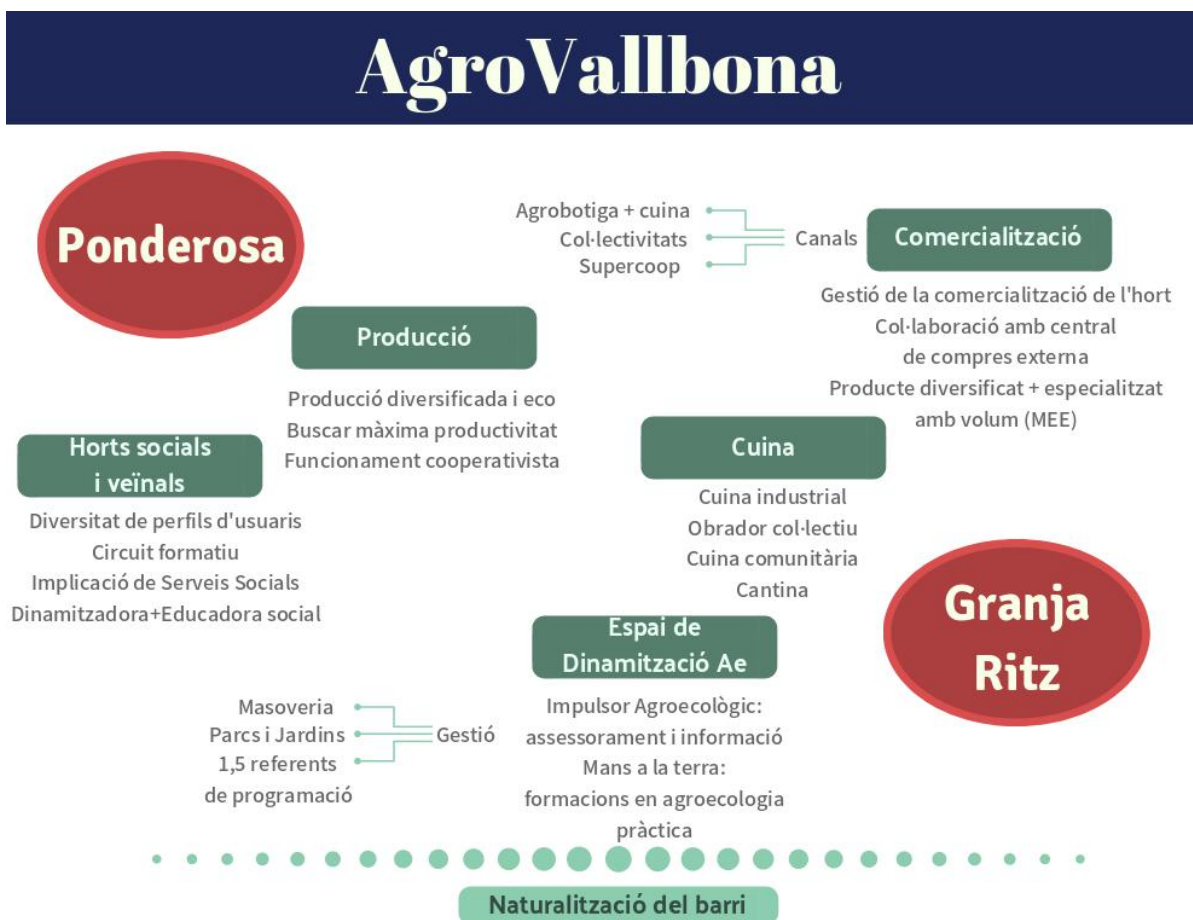 AgroVallbona
Ponderosa
Agrobotiga + cuina
Col·lectivitats
Supercoop
Canals
Comercialització
Gestió de la comercialització de l'hort
Col·laboració amb central
de compres externa
Producte diversificat + especialitzat
amb volum (MEE)
Producció
Producció diversificada i eco
Buscar màxima productivitat
Funcionament cooperativista
Horts socials
i veïnals
Diversitat de perfils d'usuaris
Circuit formatiu
Implicació de Serveis Socials
Dinamitzadora+Educadora social
Cuina
Cuina industrial
Obrador col·lectiu
Cuina comunitària
Cantina
Granja
Ritz
Espai de
Dinamització Ae
Impulsor Agroecològic:
assessorament i informació
Mans a la terra:
formacions en agroecologia
pràctica
Masoveria
Parcs i Jardins
1,5 referents
de programació
Gestió
Naturalització del barri